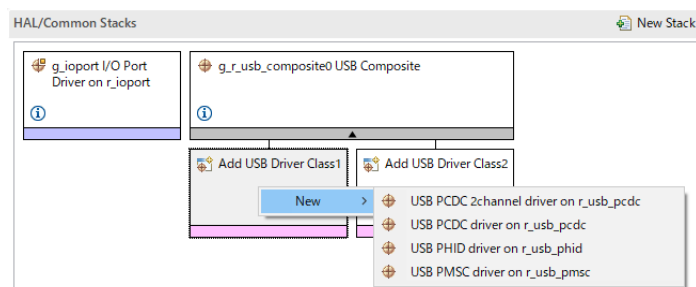 HAL/Common Stacks
New Stack
g_ioport I/O Port
Driver on r_ioport
g_r_usb_composite0 USB Composite
Add USB Driver Class1
Add USB Driver Class2
New
USB PCDC 2channel driver on r_usb_pcdc
USB PCDC driver on r_usb_pcdc
USB PHID driver on r_usb_phid
USB PMSC driver on r_usb_pmsc